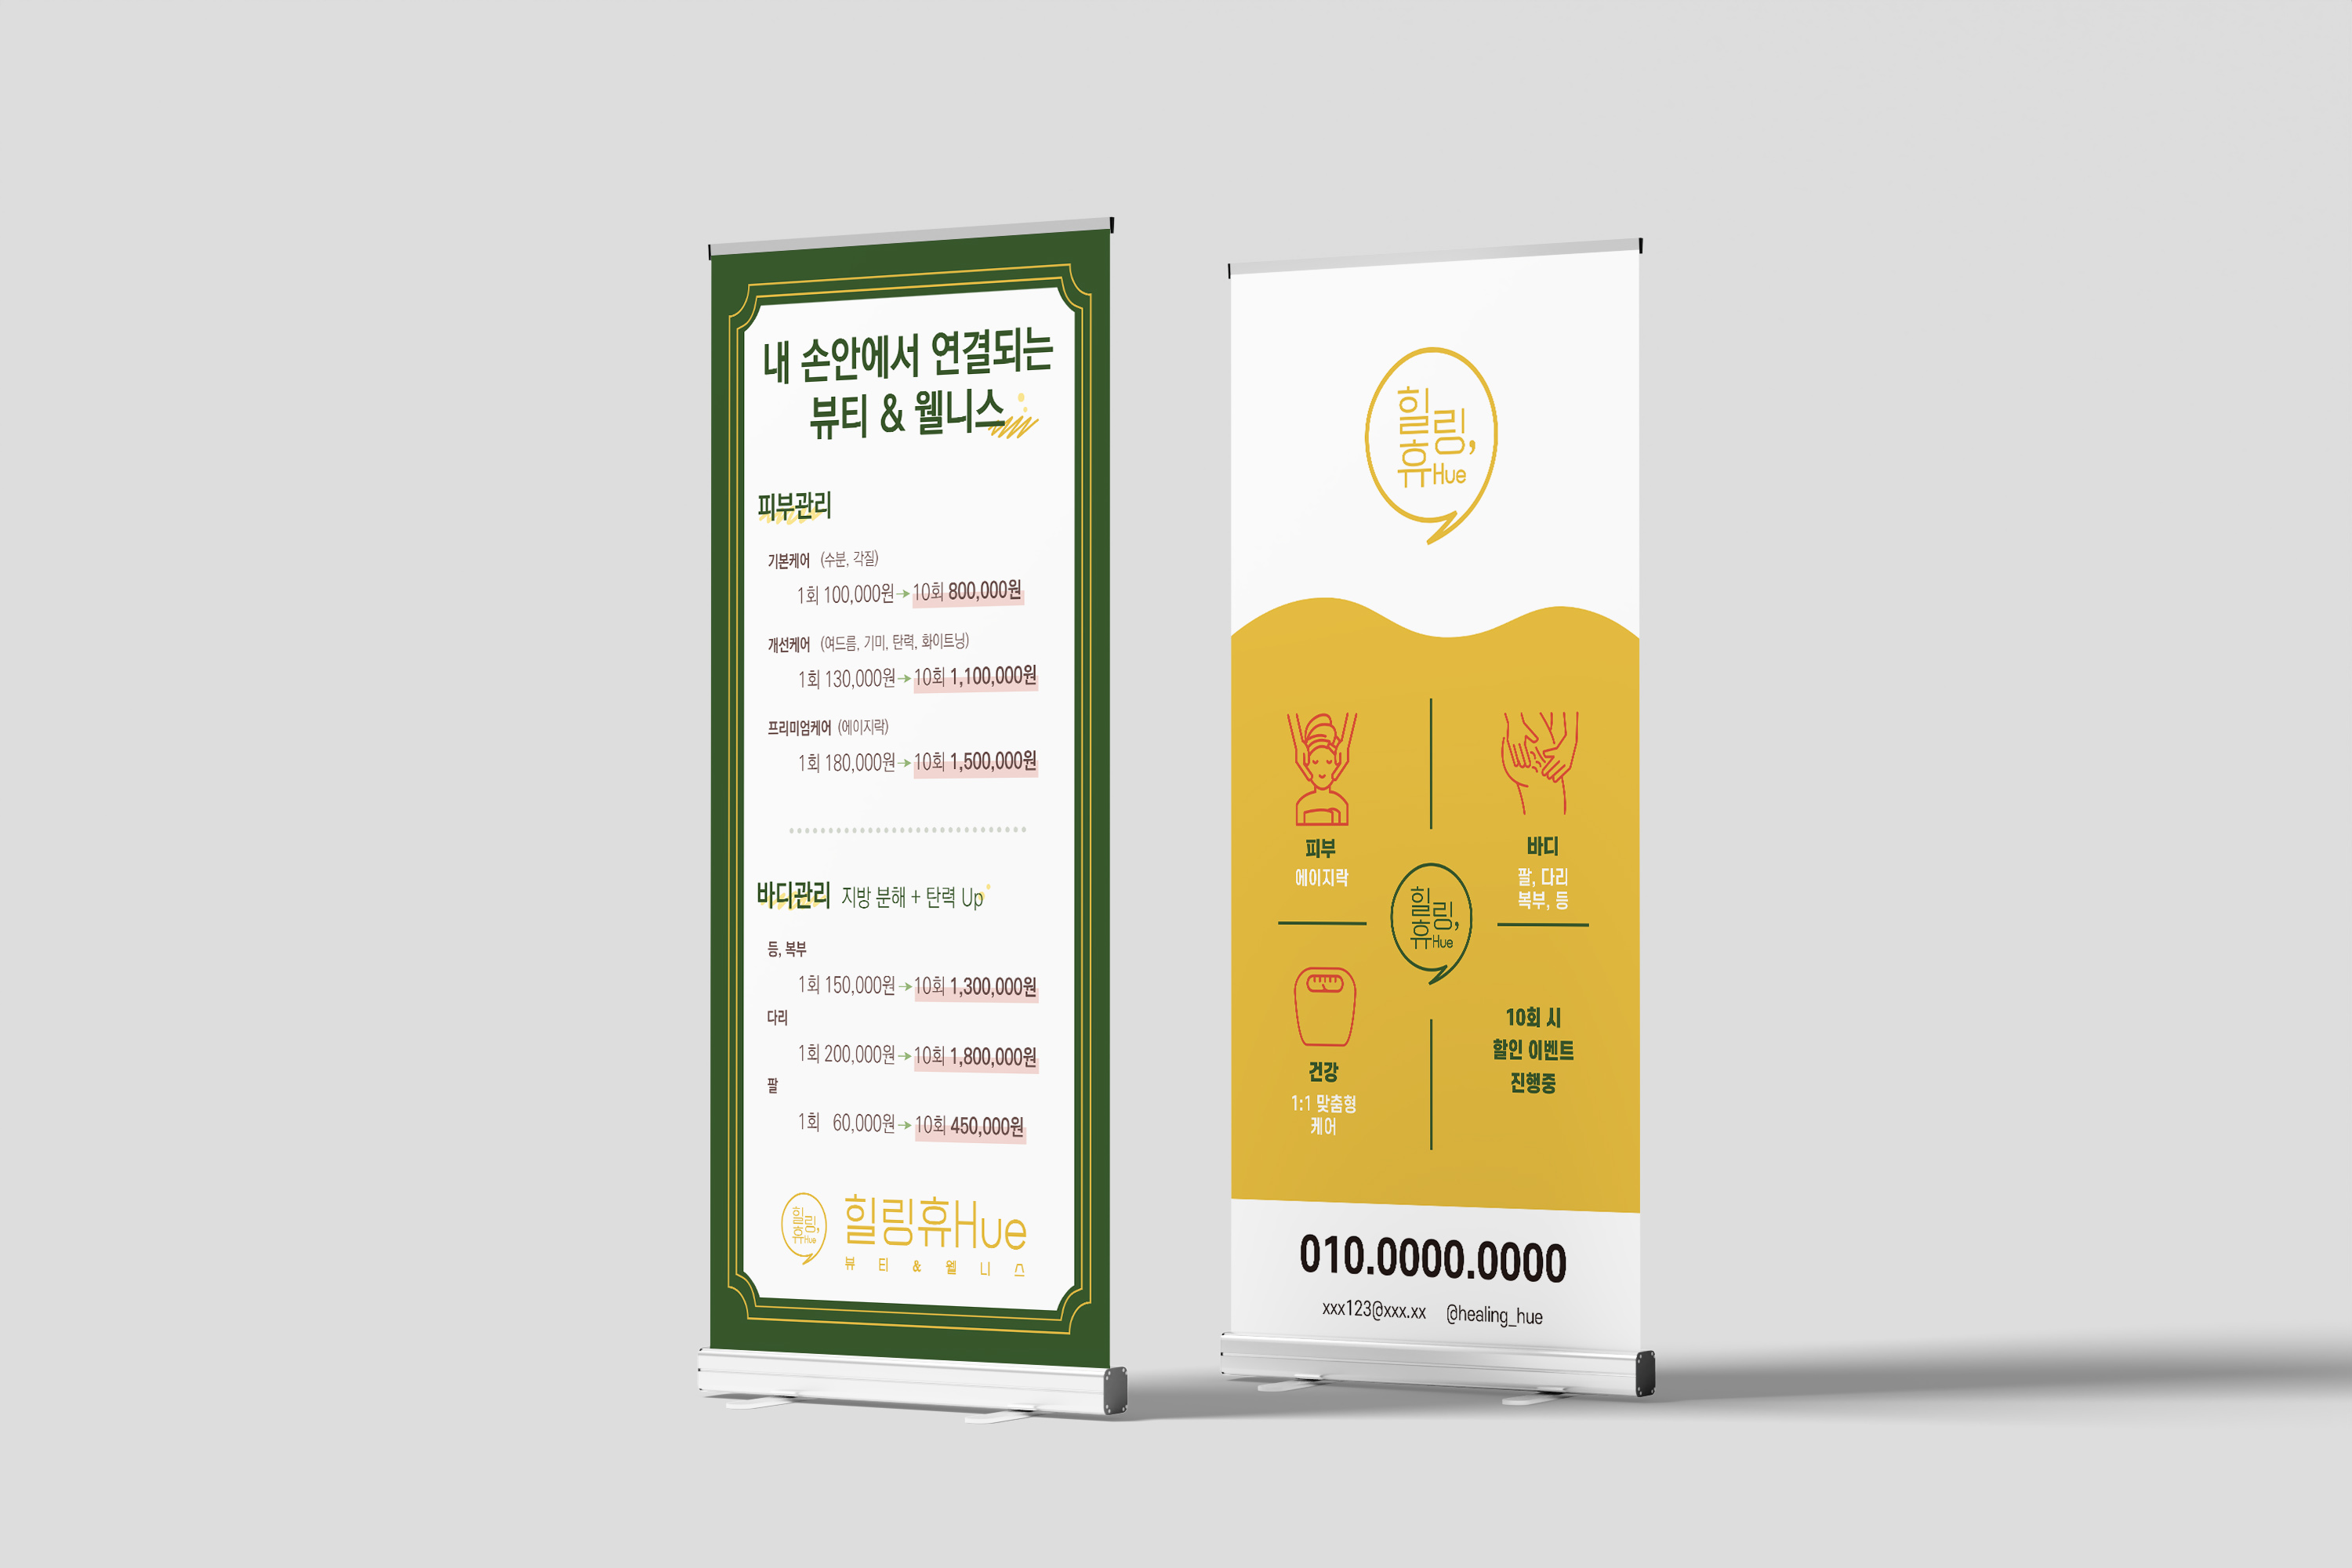 내 손안에서 연결되는
뷰티 & 웰니스
피부관리
기본케어 (수분, 각질)
1회 100,000원 → 10회 800,000원
개선케어 (여드름, 기미, 탄력, 화이트닝)
1회 130,000원 → 10회 1,100,000원
프리미엄케어 (에이지락)
1회 180,000원 → 10회 1,500,000원
바디관리 지방 분해 + 탄력 Up
등, 복부
1회 150,000원 → 10회 1,300,000원
다리
1회 200,000원 → 10회 1,800,000원
팔
1회 60,000원 → 10회 450,000원
힐링,
휴Hue
힐링휴Hue
뷰티&웰니스
힐링,
휴Hue
피부
에이지락
바디
팔, 다리
복부, 등
힐링,
휴Hue
건강
1:1 맞춤형
케어
10회 시
할인 이벤트
진행중
010.0000.0000
xxx123@xxx.xx @healing_hue